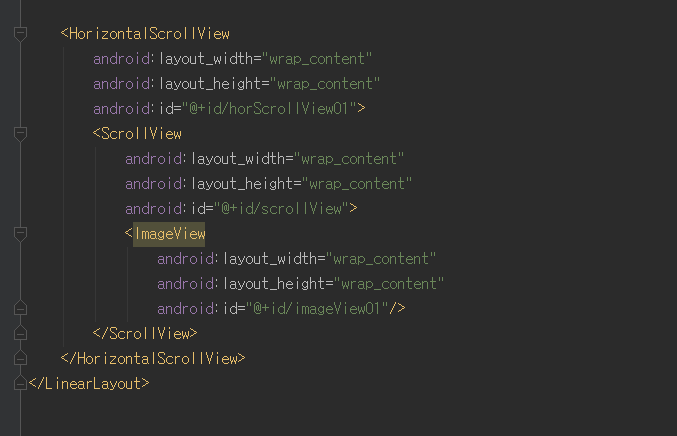 <HorizontalScrollView
android:layout_width="wrap_content"
android:layout_height="wrap_content"
android:id="@+id/horScrollView01">
<ScrollView
android:layout_width="wrap_content"
android:layout_height="wrap_content"
android:id="@+id/scrollView">
<ImageView
android:layout_width="wrap_content"
android:layout_height="wrap_content"
android:id="@+id/imageView01"/>
</ScrollView>
</HorizontalScrollView>
</LinearLayout>